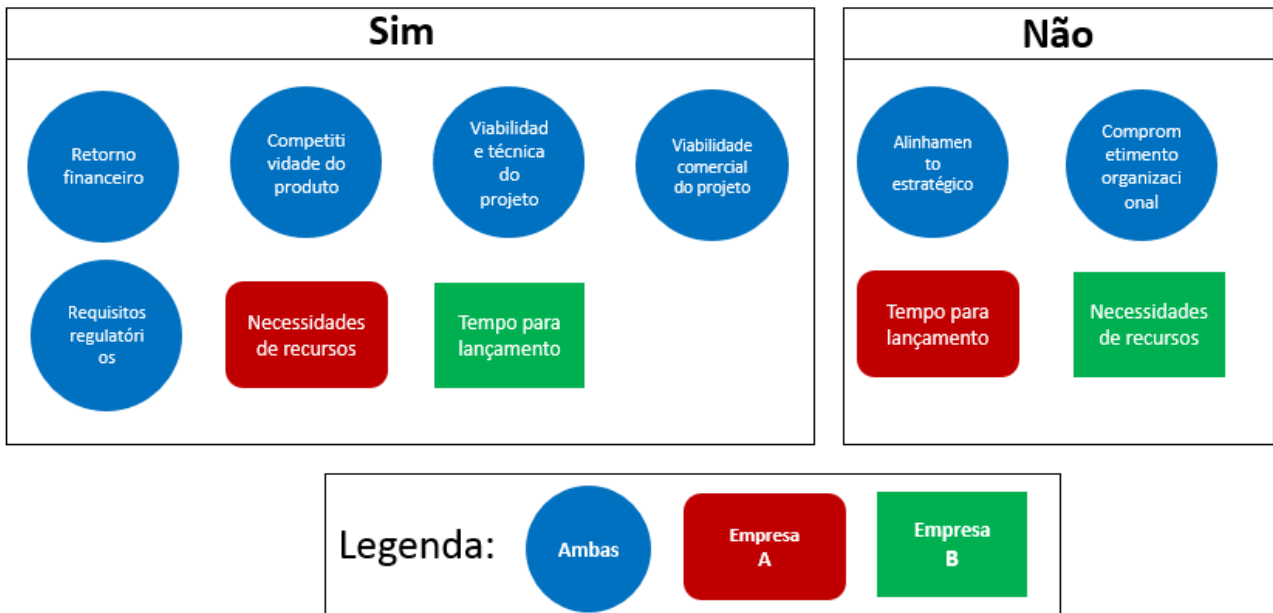 Sim
Não
Retorno
financeiro
Competiti
vidade do
produto
Viabilidad
e técnica
do
projeto
Viabilidade
comercial
do projeto
Alinhamen
to
estratégico
Comprom
etimento
organizaci
onal
Requisitos
regulatóri
os
Necessidades
de recursos
Tempo para
lançamento
Tempo para
lançamento
Necessidades
de recursos
Legenda:
Ambas
Empresa
A
Empresa
B